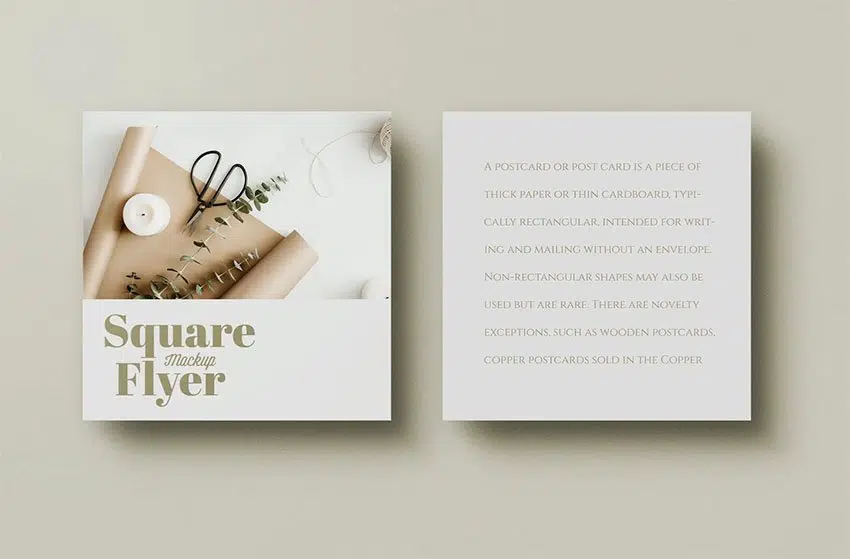 Square
Mackup
Flyer
A POSTCARD OR POST CARD IS A PIECE OF
THICK PAPER OR THIN CARDBOARD, TYPI-
CALLY RECTANGULAR, INTENDED FOR WRIT-
ING AND MAILING WITHOUT AN ENVELOPE.
NON-RECTANGULAR SHAPES MAY ALSO BE
USED BUT ARE RARE. THERE ARE NOVELTY
EXCEPTIONS, SUCH AS WOODEN POSTCARDS,
COPPER POSTCARDS SOLD IN THE COPPER